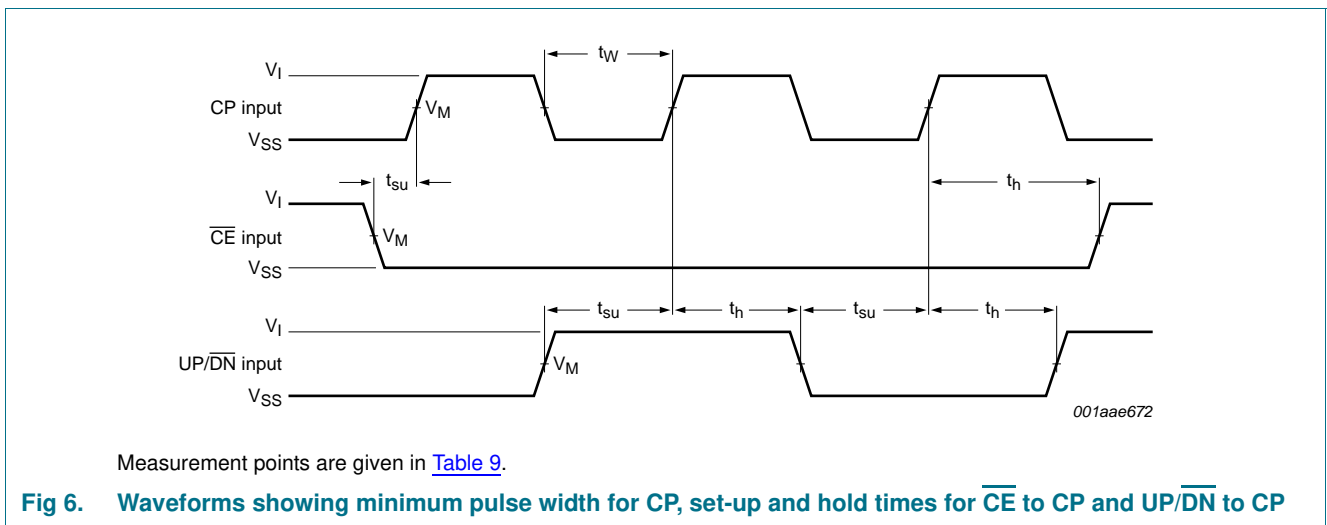 tW
VI
CP input
VM
VSS
tsu
th
VI
CE input
VM
VSS
tsu
th
tsu
th
VI
UP/DN input
VM
VSS
001aae672
Measurement points are given in Table 9.
Fig 6. Waveforms showing minimum pulse width for CP, set-up and hold times for CE to CP and UP/DN to CP